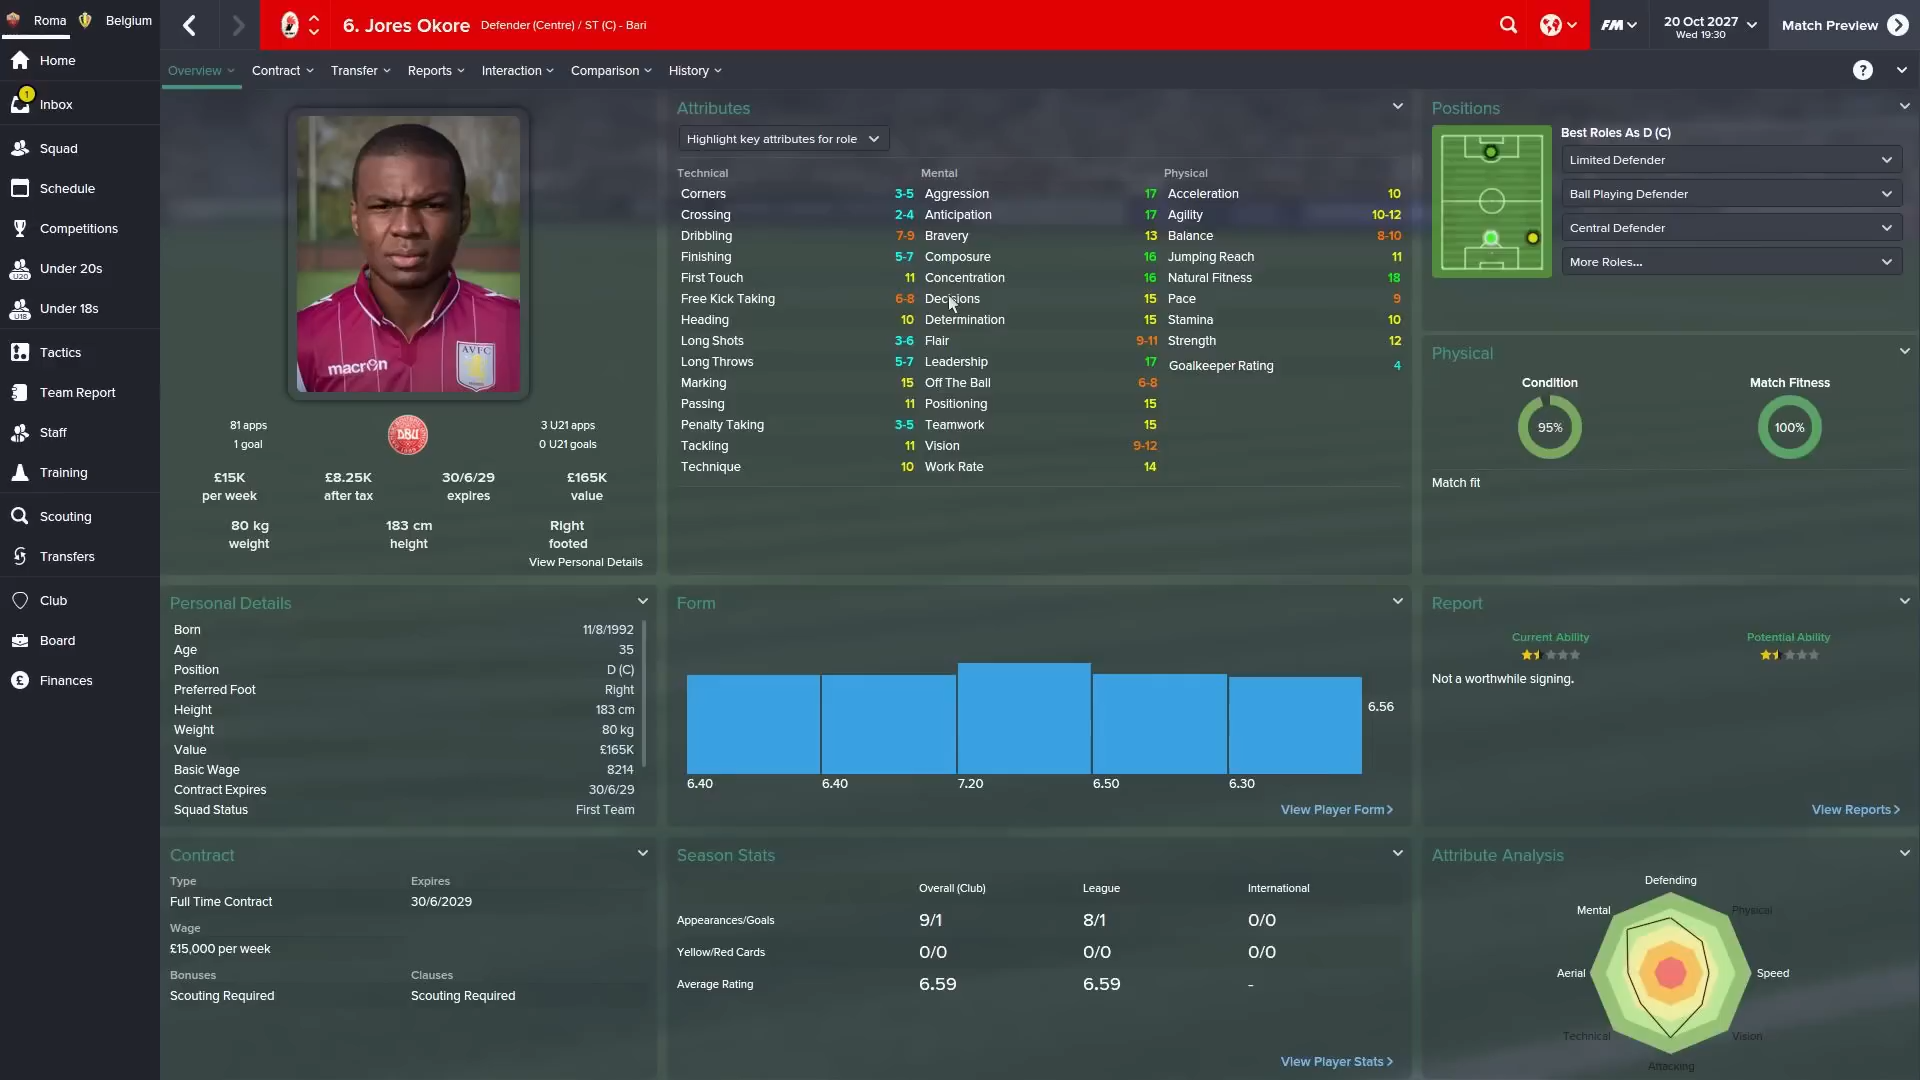 Roma Belgium
6. Jores Okore Defender (Centre) / ST (C) - Bari
FM
20 Oct 2027
Wed 19:30
Match Preview
Home
1
Inbox
Squad
Schedule
Competitions
U20
Under 20s
U18
Under 18s
Tactics
Team Report
Staff
Training
Scouting
Transfers
Club
Board
£
Finances
Overview Contract Transfer Reports Interaction Comparison History
?
macron
AVFC
81 apps
1 goal
DBU
3 U21 apps
0 U21 goals
£15K per week
£8.25K after tax
30/6/29 expires
£165K value
80 kg weight
183 cm height
Right footed
View Personal Details
Attributes
Highlight key attributes for role
Technical Mental Physical
Corners 3-5 Aggression 17 Acceleration 10
Crossing 2-4 Anticipation 17 Agility 10-12
Dribbling 7-9 Bravery 13 Balance 8-10
Finishing 5-7 Composure 16 Jumping Reach 11
First Touch 11 Concentration 16 Natural Fitness 18
Free Kick Taking 6-8 Decisions 15 Pace 9
Heading 10 Determination 15 Stamina 10
Long Shots 3-6 Flair 9-11 Strength 12
Long Throws 5-7 Leadership 17 Goalkeeper Rating 4
Marking 15 Off The Ball 6-8
Passing 11 Positioning 15
Penalty Taking 3-5 Teamwork 15
Tackling 11 Vision 9-12
Technique 10 Work Rate 14
Positions
Best Roles As D (C)
Limited Defender
Ball Playing Defender
Central Defender
More Roles...
Physical
Condition Match Fitness
95% 100%
Match fit
Personal Details
Born 11/8/1992
Age 35
Position D (C)
Preferred Foot Right
Height 183 cm
Weight 80 kg
Value £165K
Basic Wage 8214
Contract Expires 30/6/29
Squad Status First Team
Form
6.56
6.40 6.40 7.20 6.50 6.30
View Player Form >
Report
Current Ability Potential Ability
Not a worthwhile signing.
View Reports >
Contract
Type Expires
Full Time Contract 30/6/2029
Wage
£15,000 per week
Bonuses Clauses
Scouting Required Scouting Required
Season Stats
Overall (Club) League International
Appearances/Goals 9/1 8/1 0/0
Yellow/Red Cards 0/0 0/0 0/0
Average Rating 6.59 6.59 -
View Player Stats >
Attribute Analysis
Defending
Mental Physical
Aerial Speed
Technical Vision
Attacking